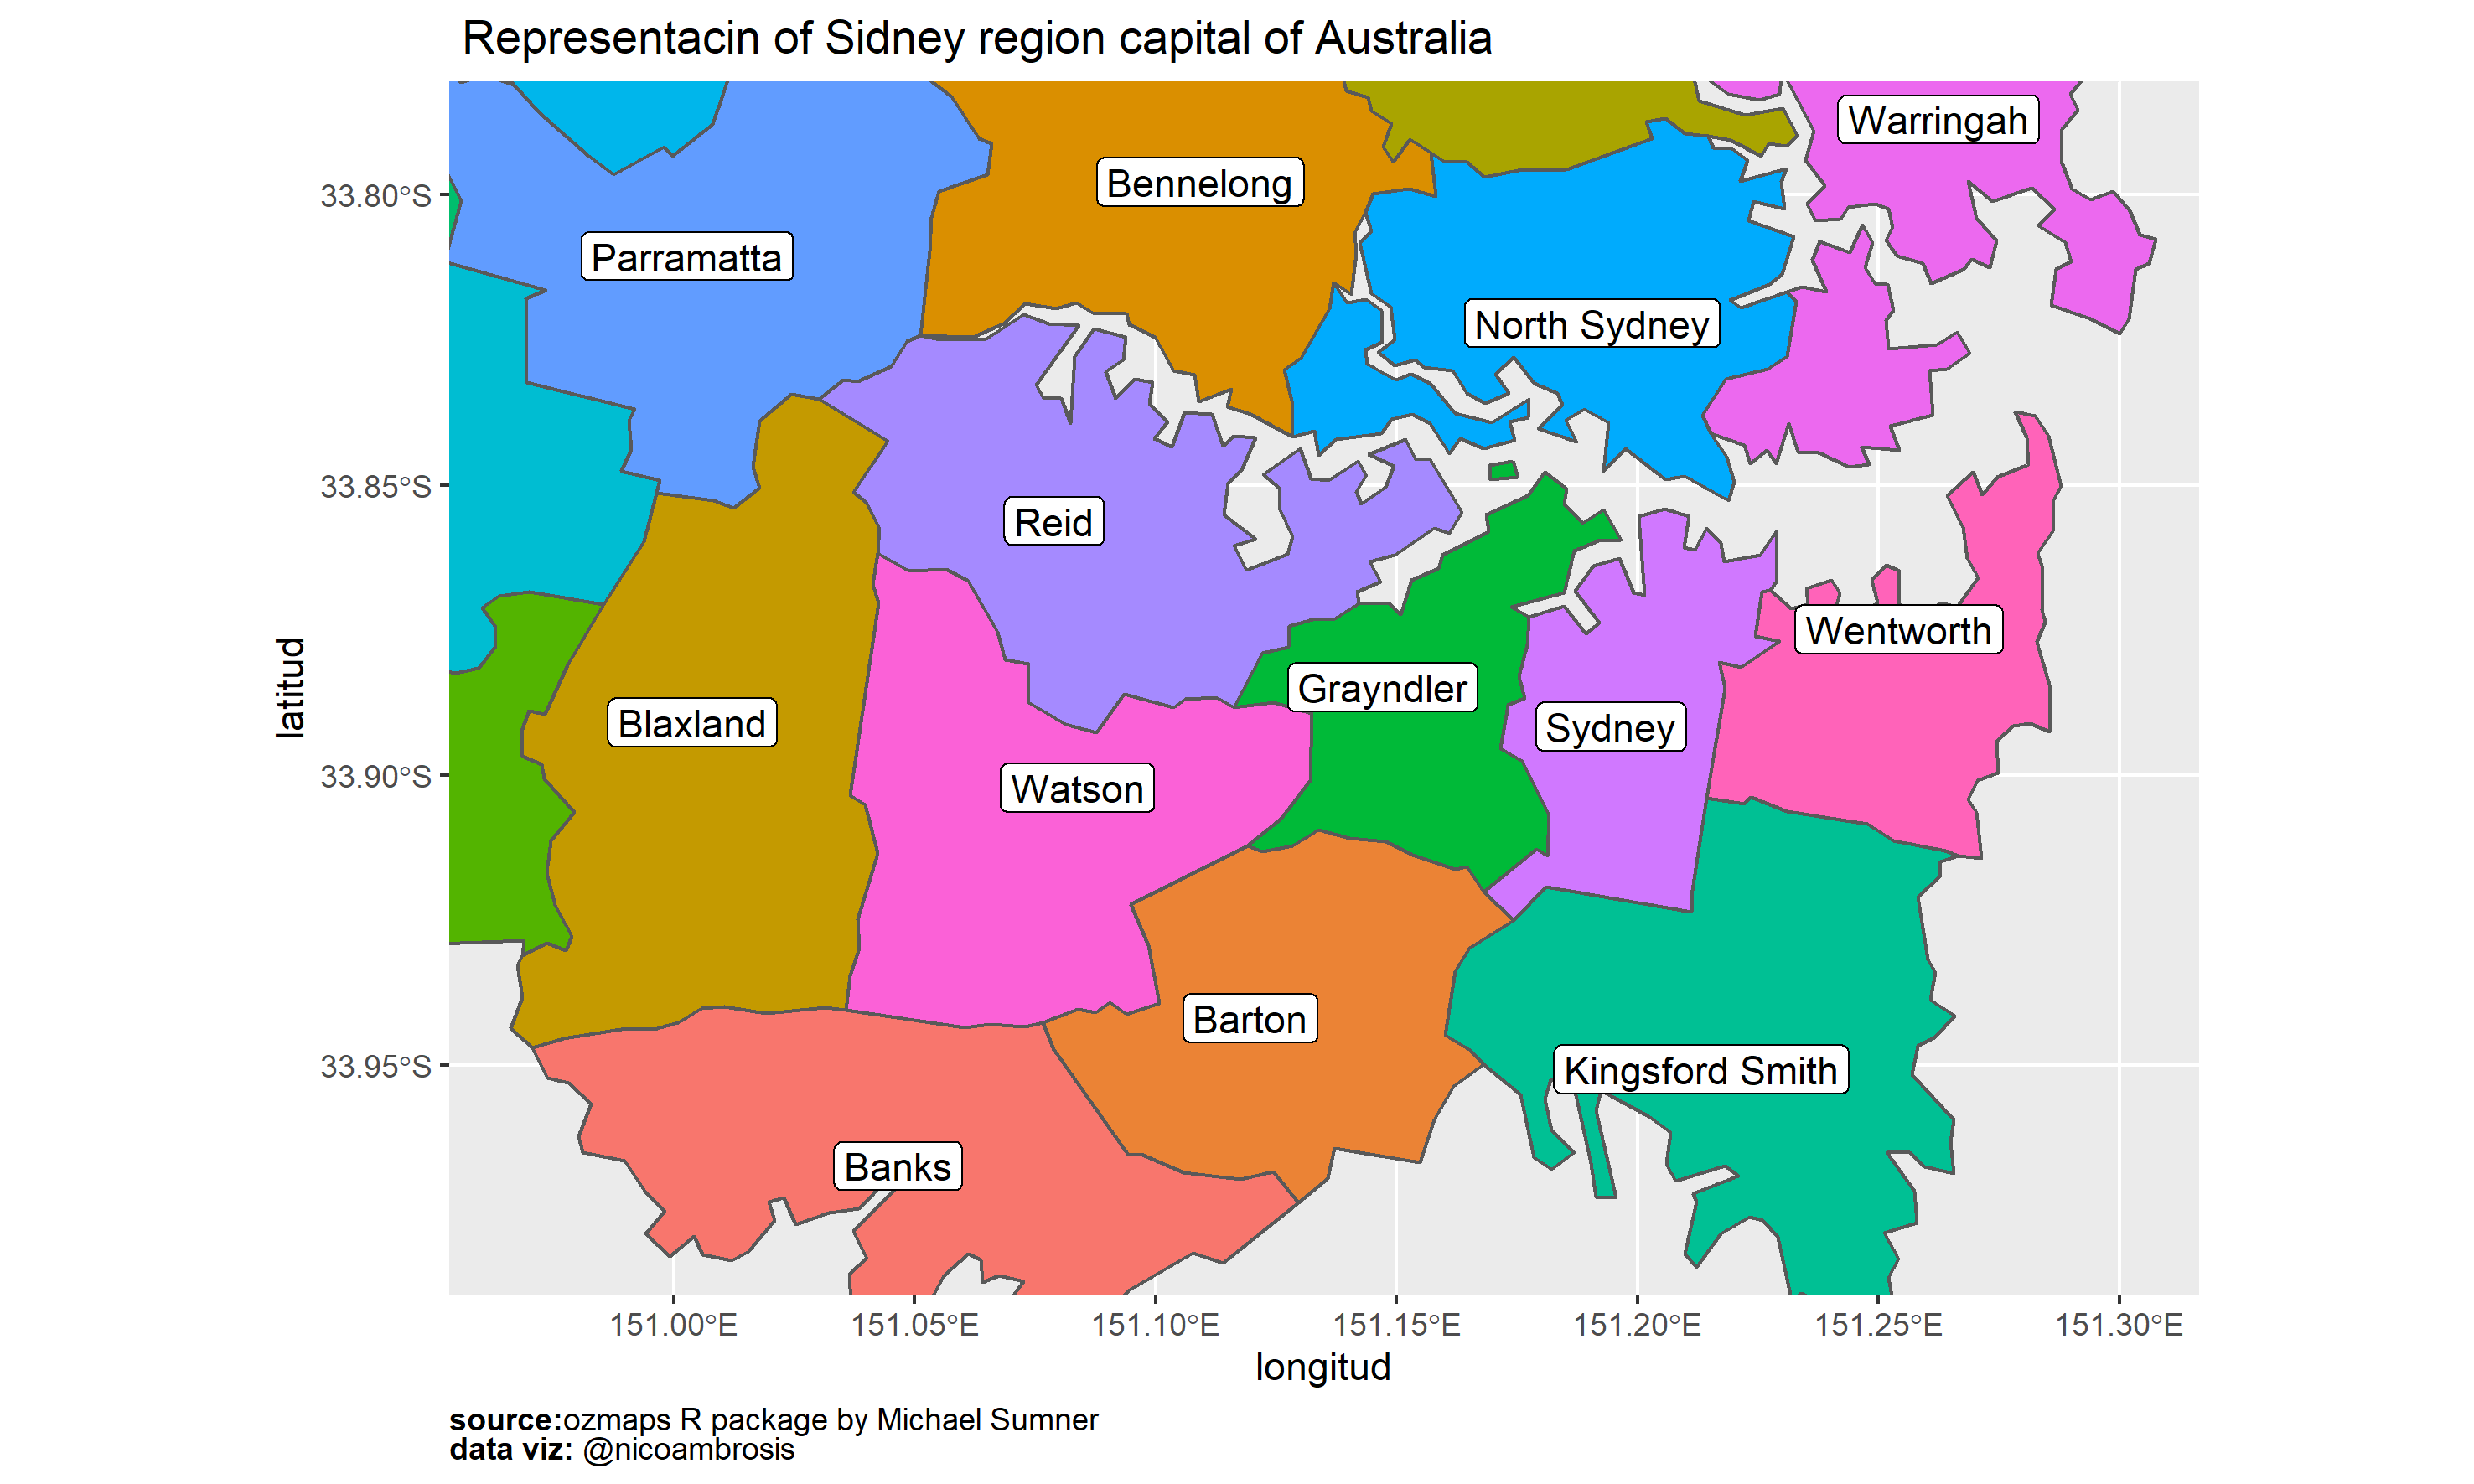 Representacin of Sidney region capital of Australia
Warringah
Bennelong
33.80°S
Parramatta
North Sydney
33.85°S
Reid
Wentworth
Grayndler
latitud
Blaxland
Sydney
33.90°S
Watson
Barton
33.95°S
Kingsford Smith
Banks
151.00°E 151.05°E 151.10°E 151.15°E 151.20°E 151.25°E 151.30°E
longitud
source:ozmaps R package by Michael Sumner
data viz: @nicoambrosis